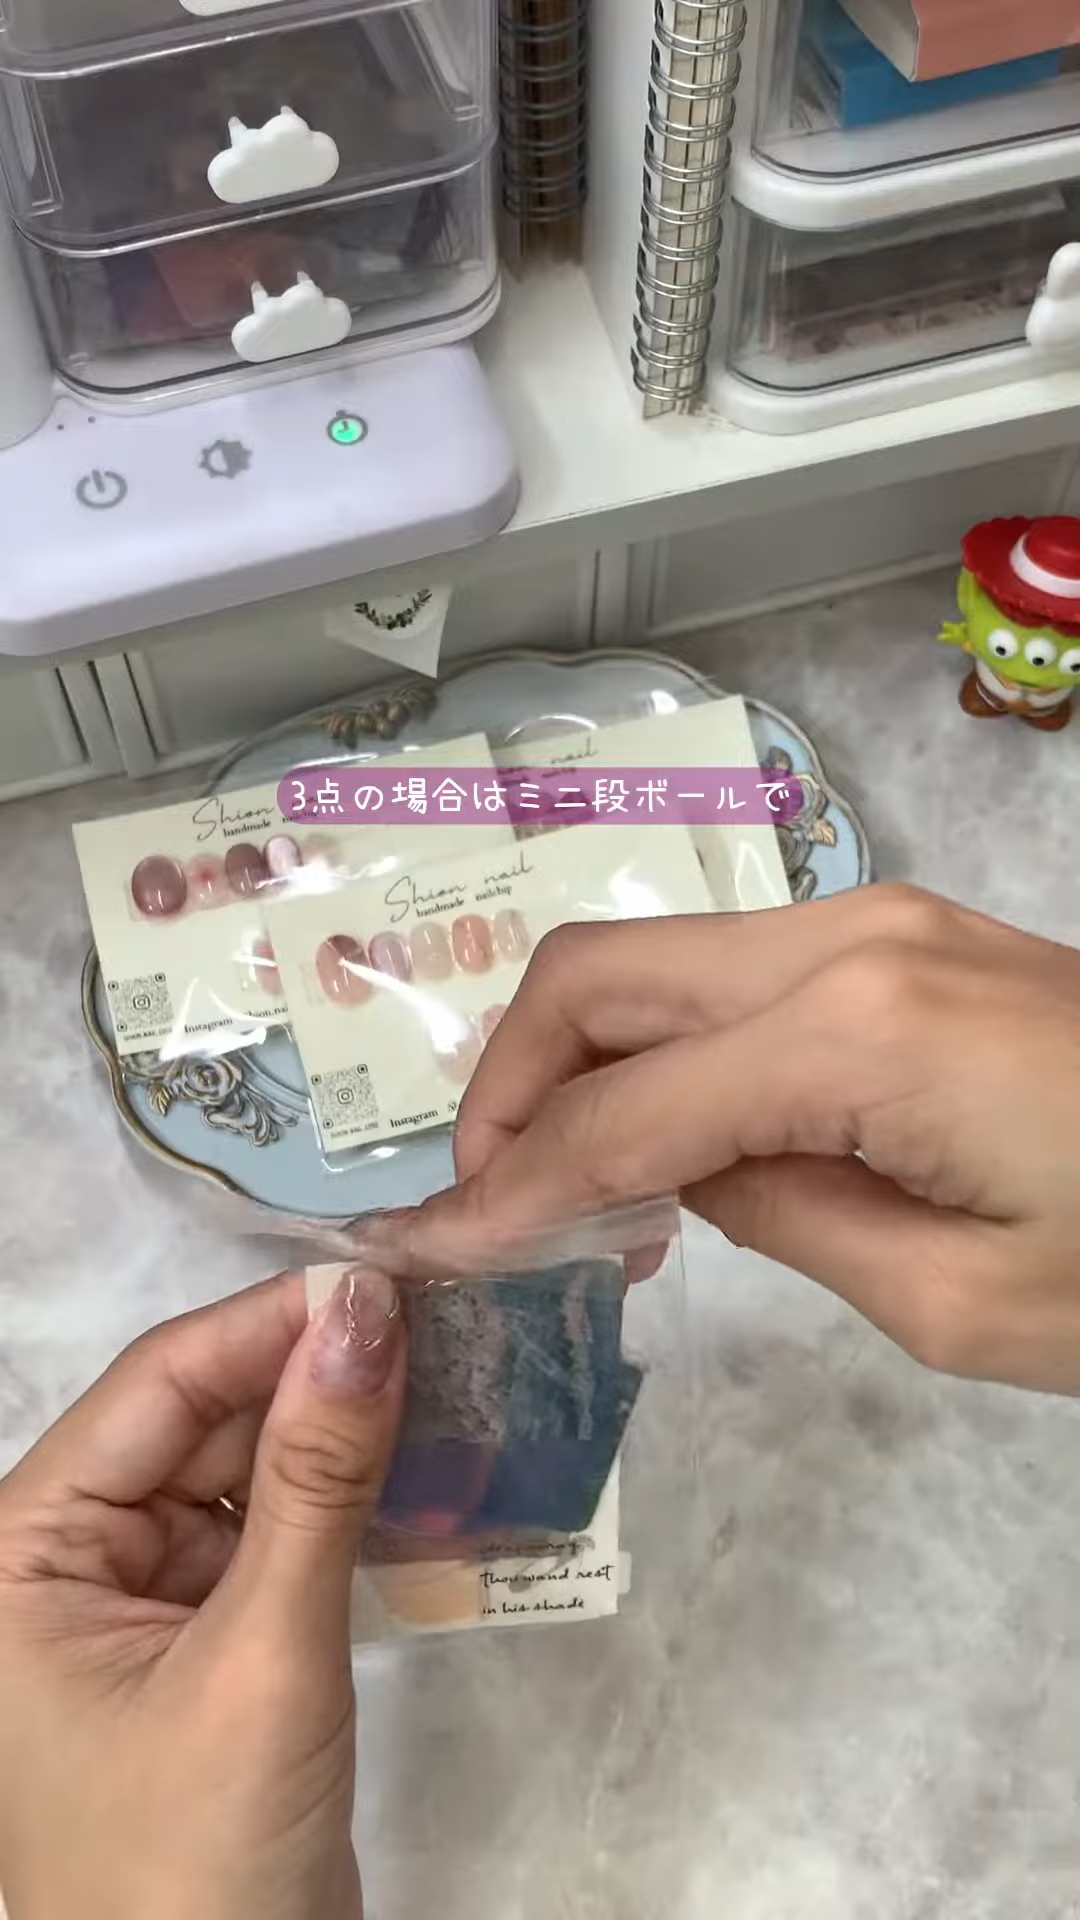 3点の場合はミニ段ボールで
nail
Shion
handmade
Shion nail
handmade nailchip
Instagram
Instagram
thousand rest
in his shade